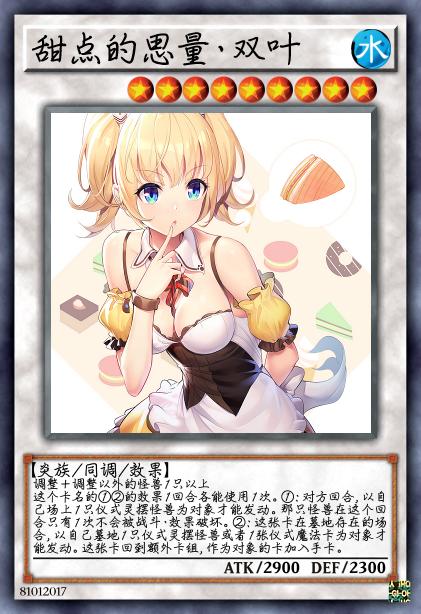 甜点的思量·双叶
水
【炎族/同调/效果】
调整＋调整以外的怪兽1只以上
这个卡名的①②的效果1回合各能使用1次。①：对方回合，以自
己场上1只仪式灵摆怪兽为对象才能发动。那只怪兽在这个回
合只有1次不会被战斗·效果破坏。②：这张卡在墓地存在的场
合，以自己墓地1只仪式灵摆怪兽或者1张仪式魔法卡为对象才
能发动。这张卡回到额外卡组，作为对象的卡加入手卡。
ATK/2900 DEF/2300
81012017